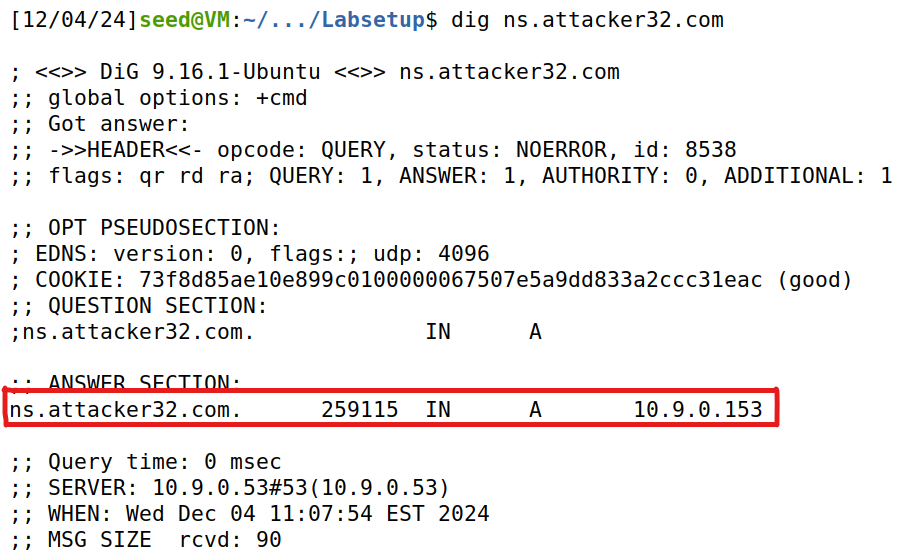 [12/04/24]seed@VM:~/.../Labsetup$ dig ns.attacker32.com
; <<>> DiG 9.16.1-Ubuntu <<>> ns.attacker32.com
;; global options: +cmd
;; Got answer:
;; ->>HEADER<<- opcode: QUERY, status: NOERROR, id: 8538
;; flags: qr rd ra; QUERY: 1, ANSWER: 1, AUTHORITY: 0, ADDITIONAL: 1
;; OPT PSEUDOSECTION:
; EDNS: version: 0, flags:; udp: 4096
; COOKIE: 73f8d85ae10e899c0100000067507e5a9dd833a2ccc31eac (good)
;; QUESTION SECTION:
;ns.attacker32.com. IN A
;; ANSWER SECTION:
ns.attacker32.com. 259115 IN A 10.9.0.153
;; Query time: 0 msec
;; SERVER: 10.9.0.53#53(10.9.0.53)
;; WHEN: Wed Dec 04 11:07:54 EST 2024
;; MSG SIZE rcvd: 90